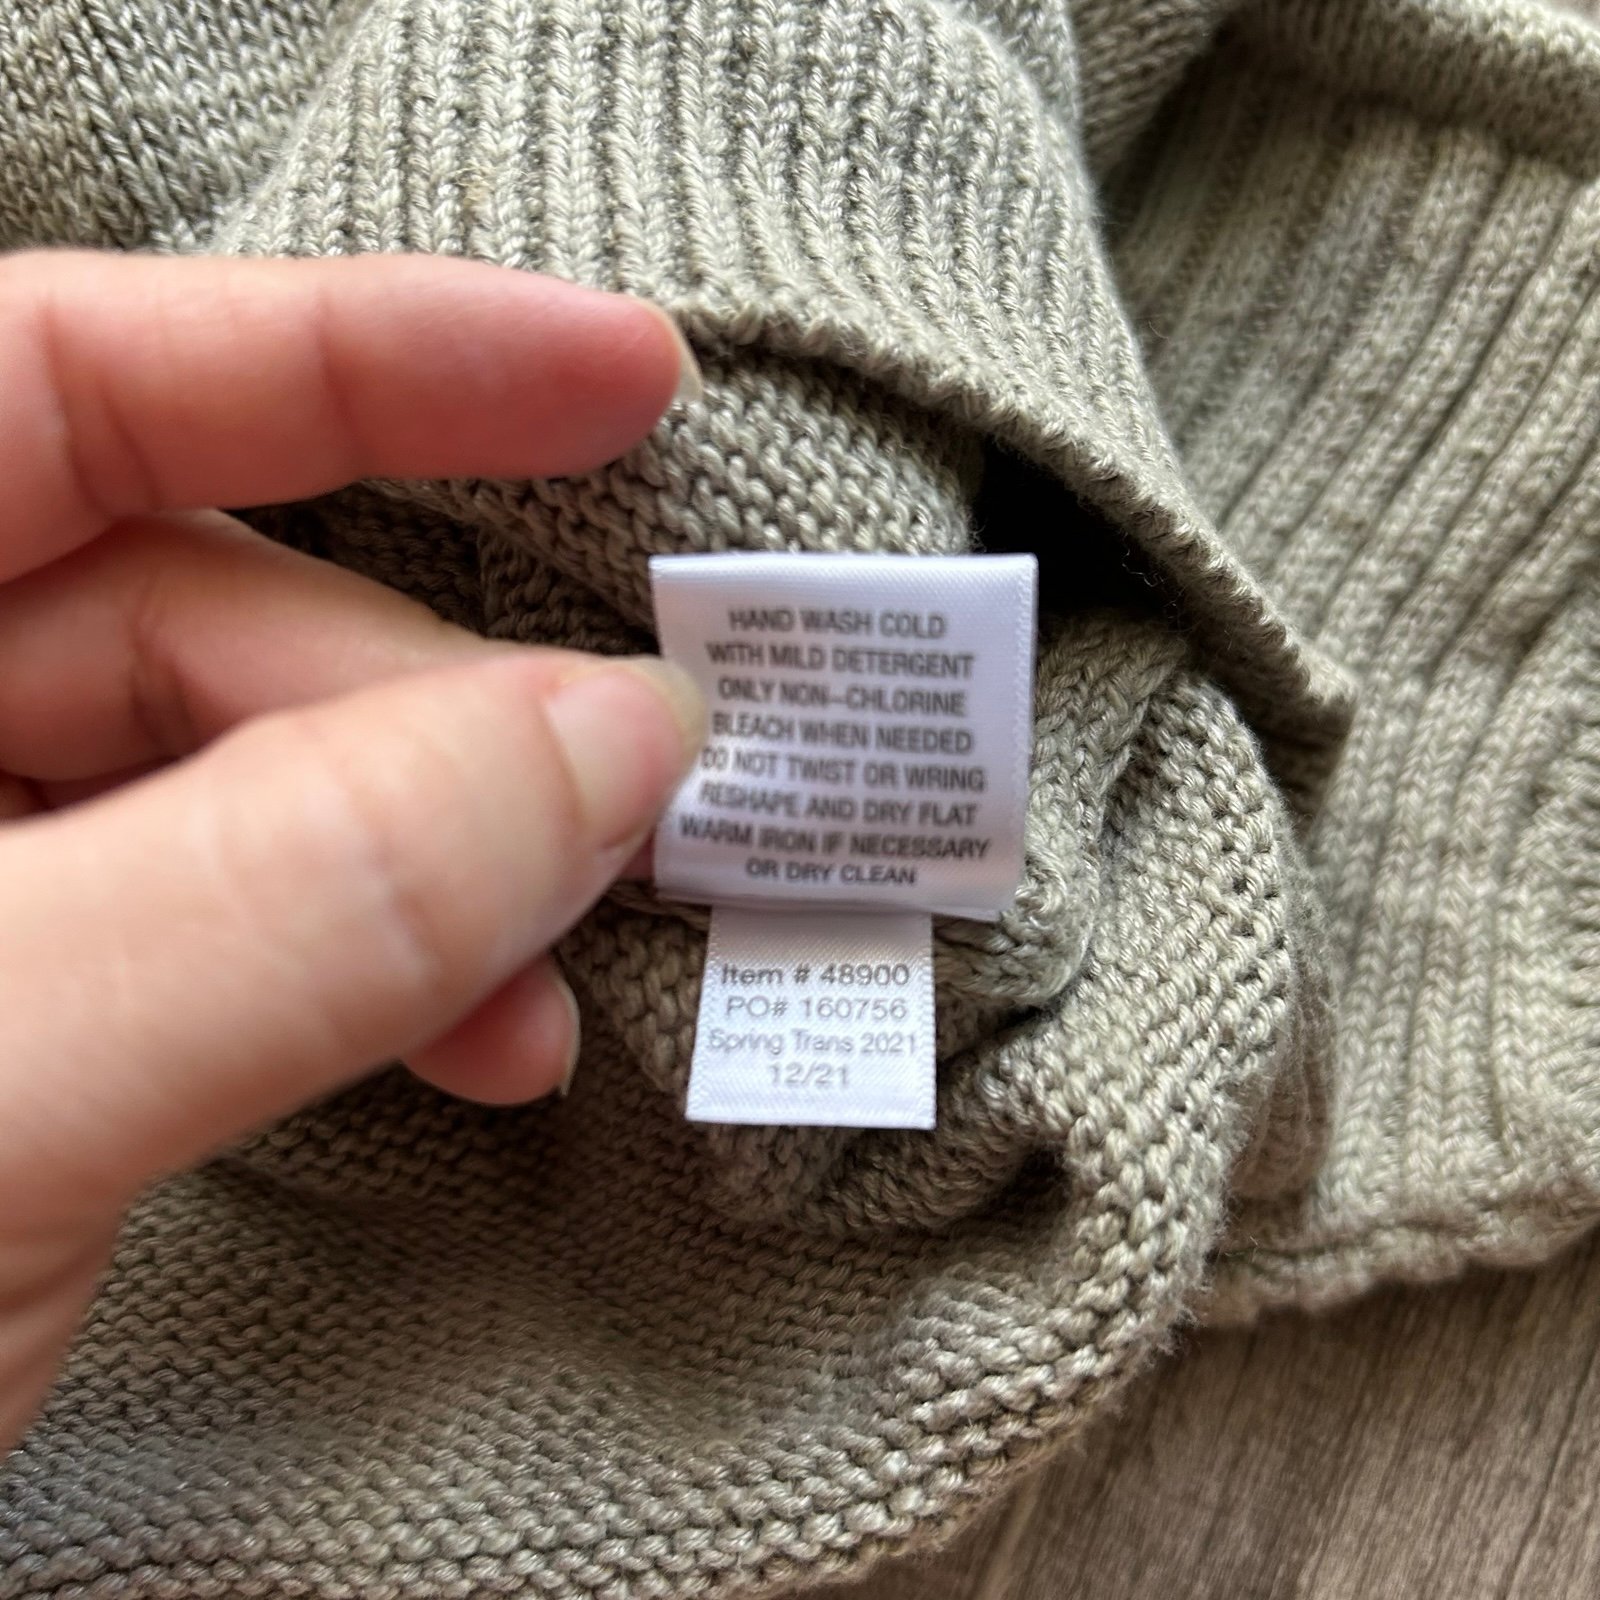 HAND WASH COLD
WITH MILD DETERGENT
ONLY NON-CHLORINE
BLEACH WHEN NEEDED
DO NOT TWIST OR WRING
RESHAPE AND DRY FLAT
WARM IRON IF NECESSARY
OR DRY CLEAN
Item # 48900
PO# 160756
Spring Trans 2021
12/21